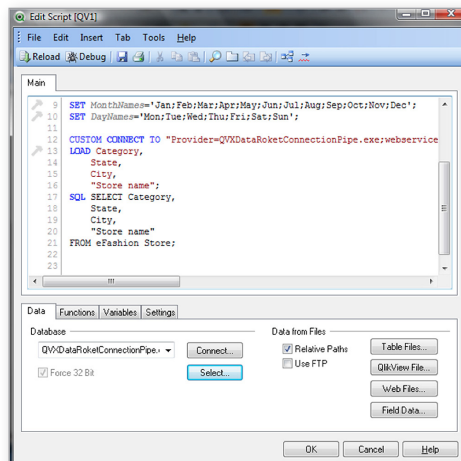 Edit Script [QV1]
File Edit Insert Tab Tools Help
Reload Debug
Main
9 SET MonthNames='Jan;Feb;Mar;Apr;May;Jun;Jul;Aug;Sep;Oct;Nov;Dec';
10 SET DayNames='Mon;Tue;Wed;Thu;Fri;Sat;Sun';
11
12 CUSTOM CONNECT TO "Provider=QVXDataRoketConnectionPipe.exe;webservice
13 LOAD Category,
14 State,
15 City,
16 "Store name";
17 SQL SELECT Category,
18 State,
19 City,
20 "Store name"
21 FROM eFashion Store;
22
23
Data Functions Variables Settings
Database
QVXDataRoketConnectionPipe. Connect...
Force 32 Bit Select...
Data from Files
Relative Paths Table Files...
Use FTP QlikView File...
Web Files...
Field Data...
OK Cancel Help